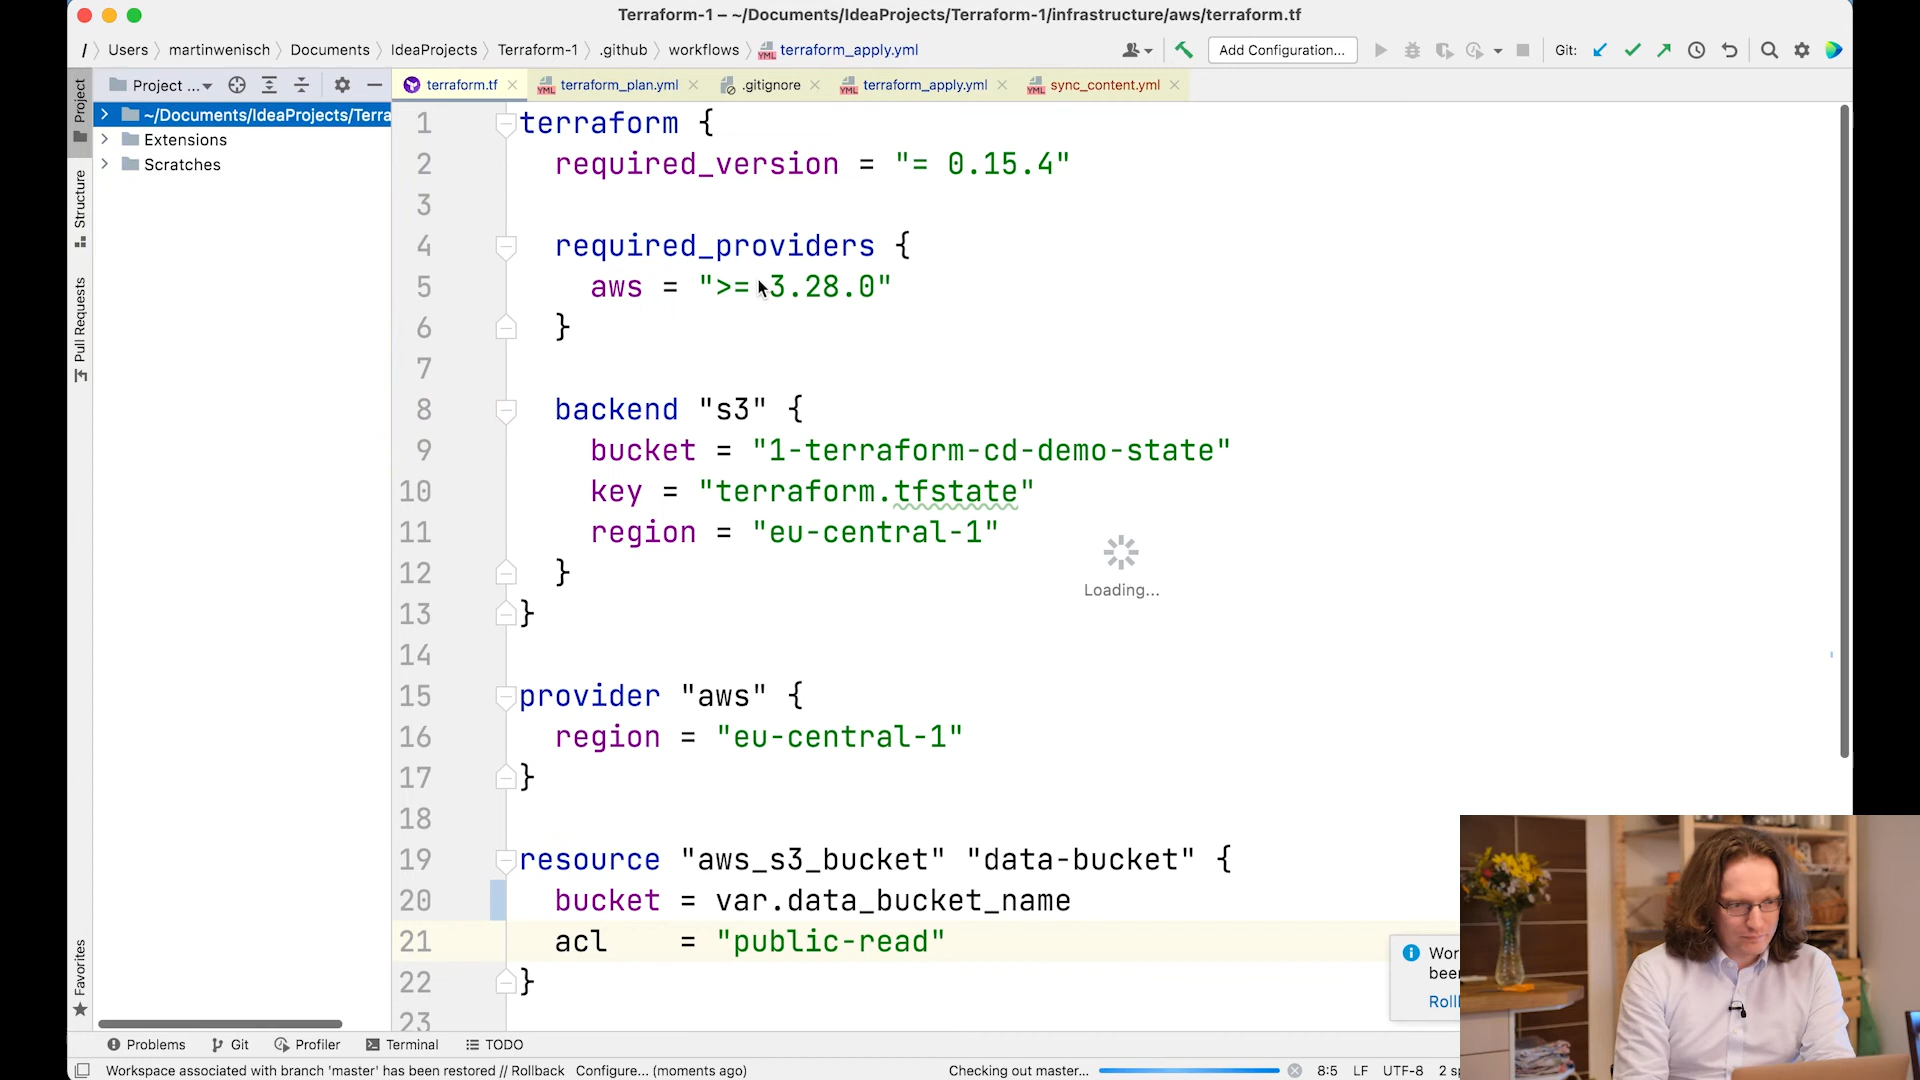 Terraform-1 – ~/Documents/IdeaProjects/Terraform-1/infrastructure/aws/terraform.tf
/ Users martinwenisch Documents IdeaProjects Terraform-1 .github workflows terraform_apply.yml Add Configuration... Git:
Project ... terraform.tf terraform_plan.yml .gitignore terraform_apply.yml sync_content.yml
~/Documents/IdeaProjects/Terra
Extensions
Scratches
Project
Structure
Pull Requests
Favorites
1 terraform {
2 required_version = "= 0.15.4"
3
4 required_providers {
5 aws = ">= 3.28.0"
6 }
7
8 backend "s3" {
9 bucket = "1-terraform-cd-demo-state"
10 key = "terraform.tfstate"
11 region = "eu-central-1"
12 }
13 }
14
15 provider "aws" {
16 region = "eu-central-1"
17 }
18
19 resource "aws_s3_bucket" "data-bucket" {
20 bucket = var.data_bucket_name
21 acl = "public-read"
22 }
23
Loading...
Wor
bee
Roll
Problems Git Profiler Terminal TODO
Workspace associated with branch 'master' has been restored // Rollback Configure... (moments ago) Checking out master... 8:5 LF UTF-8 2 sp